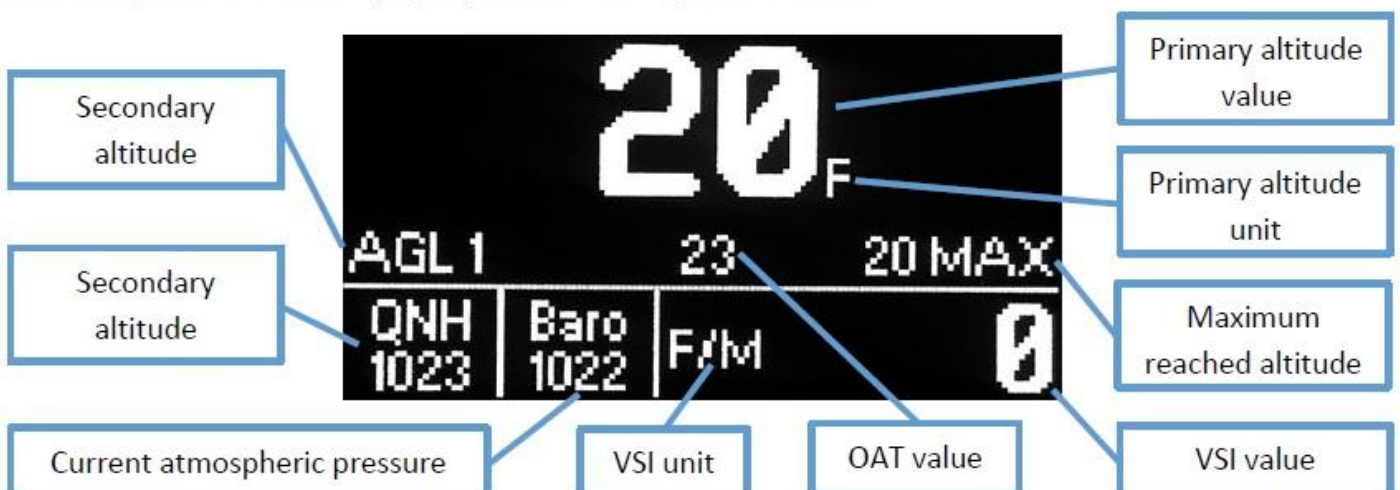 20
F
AGL 1
23
20 MAX
QNH
1023
Baro
1022
F/M
0
Secondary
altitude
Secondary
altitude
Current atmospheric pressure
VSI unit
OAT value
Primary altitude
value
Primary altitude
unit
Maximum
reached altitude
VSI value